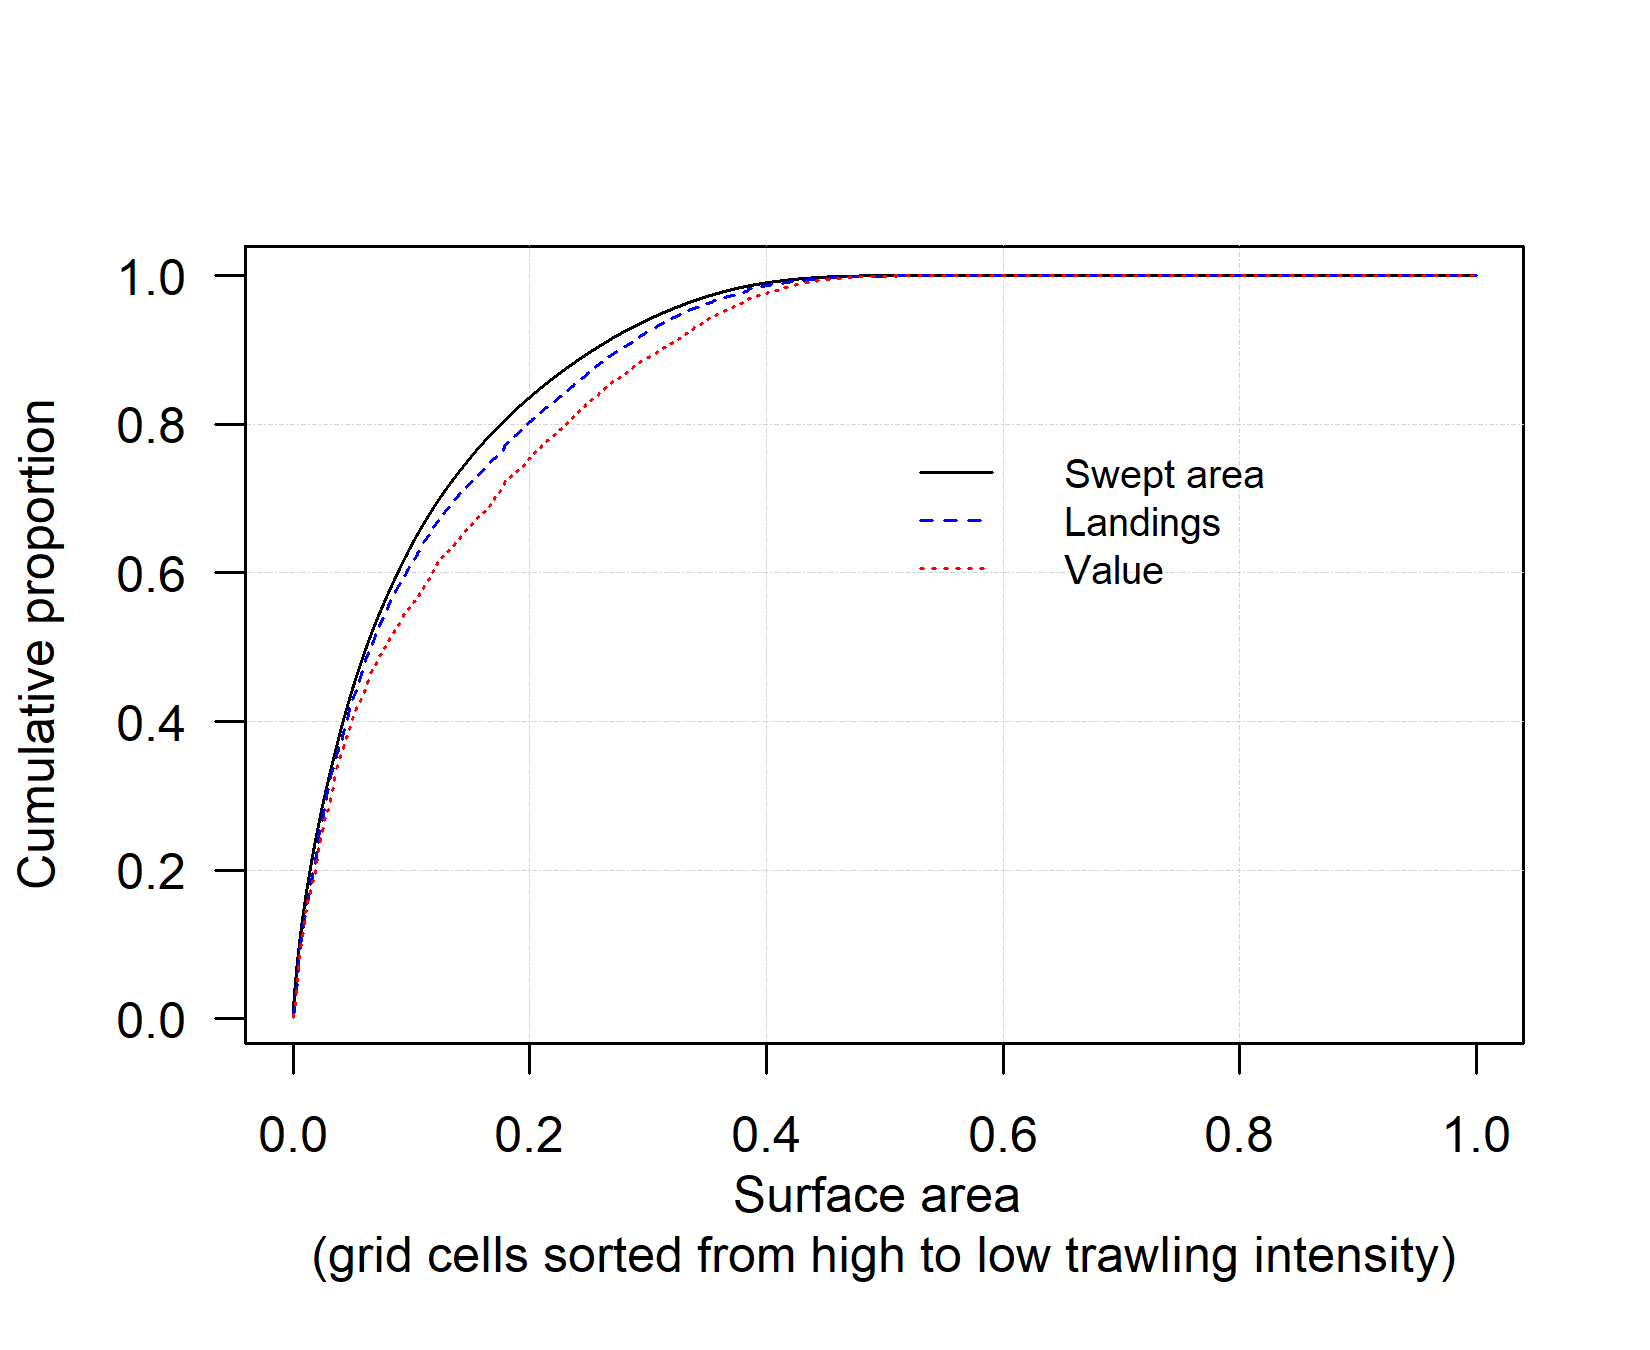 1.0
0.8
0.6
0.4
0.2
0.0
Cumulative proportion
Swept area
Landings
Value
0.0 0.2 0.4 0.6 0.8 1.0
Surface area
(grid cells sorted from high to low trawling intensity)